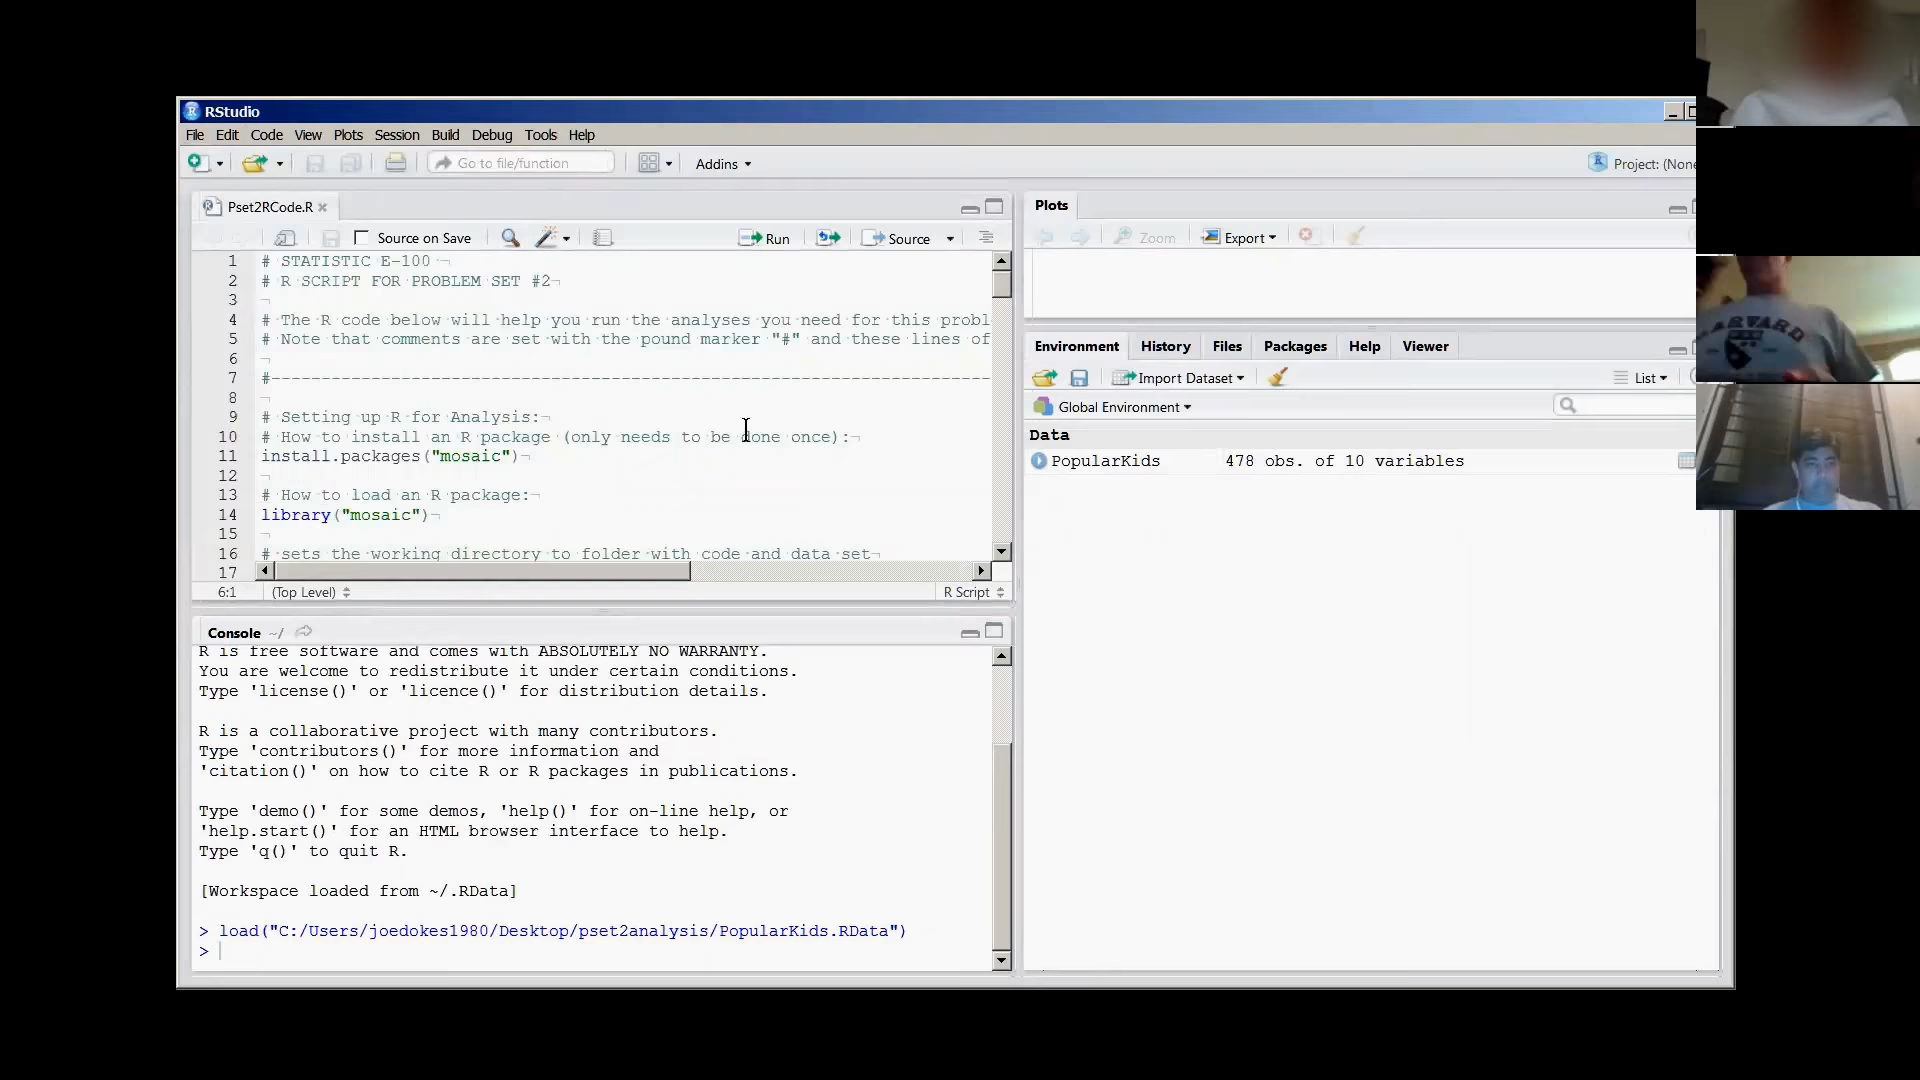 RStudio
File Edit Code View Plots Session Build Debug Tools Help
Go to file/function Addins Project: (None
Pset2RCode.R
Source on Save Run Source
1 # STATISTIC E-100
2 # R SCRIPT FOR PROBLEM SET #2
3
4 # The R code below will help you run the analyses you need for this probl
5 # Note that comments are set with the pound marker "#" and these lines of
6
7 #--------------------------------------------------------------------------
8
9 # Setting up R for Analysis:
10 # How to install an R package (only needs to be done once):
11 install.packages("mosaic")
12
13 # How to load an R package:
14 library("mosaic")
15
16 # sets the working directory to folder with code and data set
17
6:1 (Top Level) R Script
Console ~/
R is free software and comes with ABSOLUTELY NO WARRANTY.
You are welcome to redistribute it under certain conditions.
Type 'license()' or 'licence()' for distribution details.
R is a collaborative project with many contributors.
Type 'contributors()' for more information and
'citation()' on how to cite R or R packages in publications.
Type 'demo()' for some demos, 'help()' for on-line help, or
'help.start()' for an HTML browser interface to help.
Type 'q()' to quit R.
[Workspace loaded from ~/.RData]
> load("C:/Users/joedokes1980/Desktop/pset2analysis/PopularKids.RData")
>
Plots
Zoom Export
Environment History Files Packages Help Viewer
Import Dataset List
Global Environment
Data
PopularKids 478 obs. of 10 variables
HARVARD